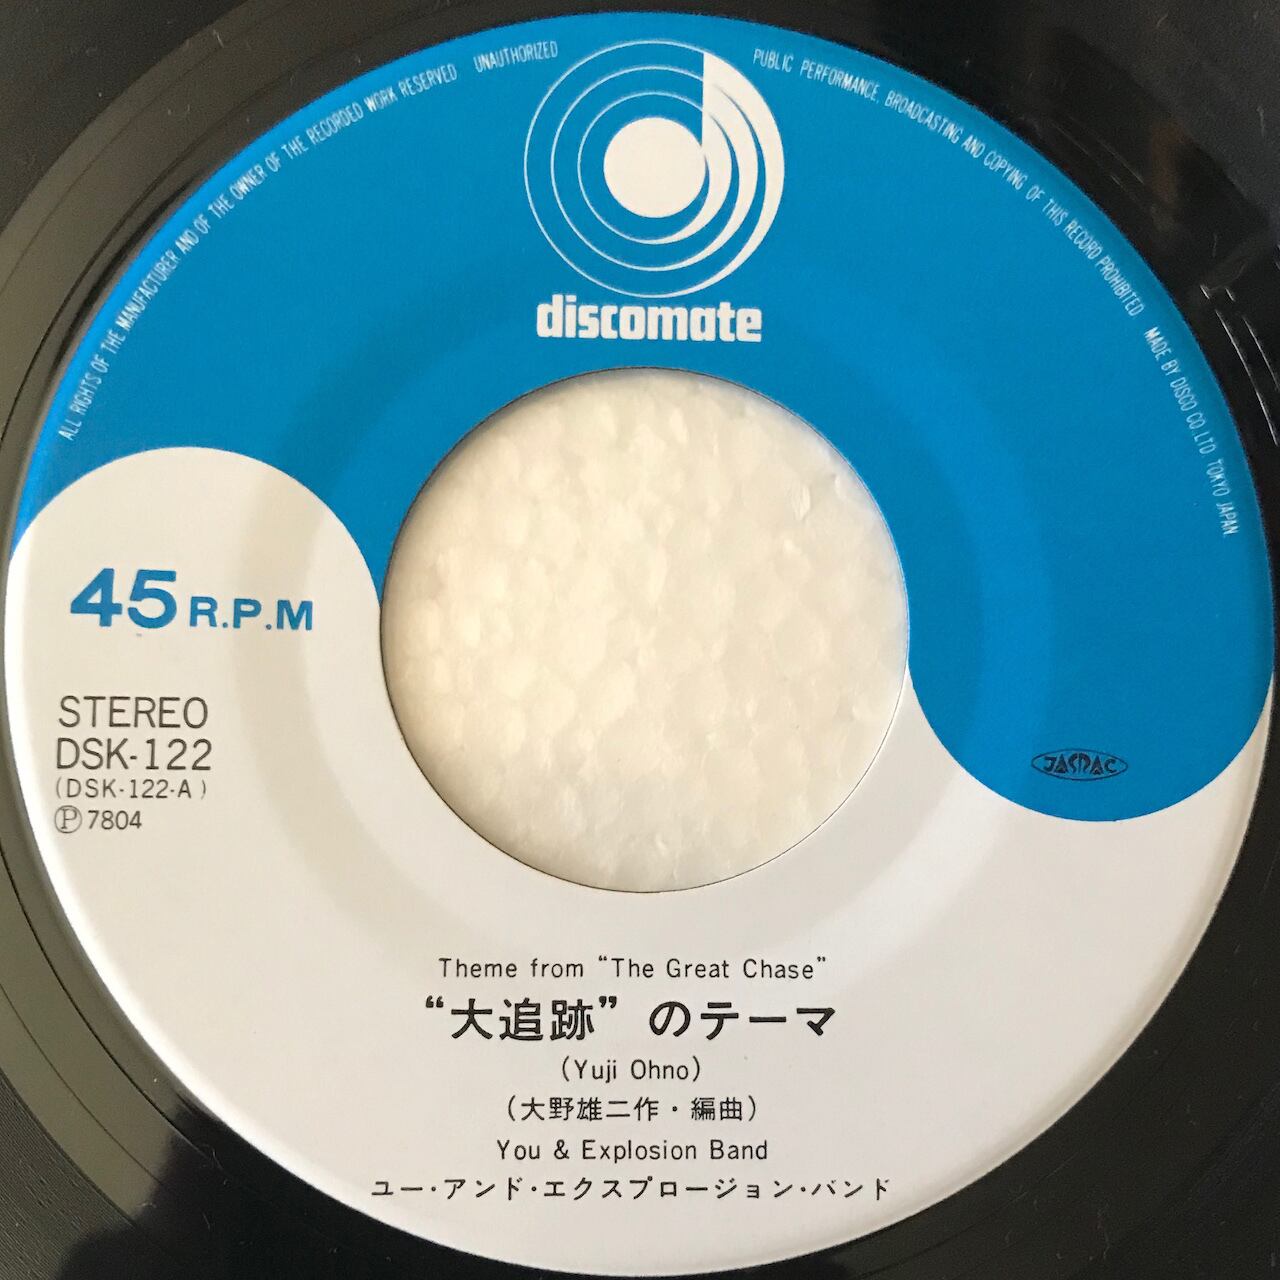 ALL RIGHTS OF THE MANUFACTURER AND OF THE OWNER OF THE RECORDED WORK RESERVED UNAUTHORIZED PUBLIC PERFORMANCE, BROADCASTING AND COPYING OF THIS RECORD PROHIBITED MADE BY DISCO CO.LTD TOKYO JAPAN
discomate
45 R.P.M
STEREO
DSK-122
(DSK-122-A)
Ⓟ7804
JASRAC
Theme from “The Great Chase”
“大追跡”のテーマ
(Yuji Ohno)
(大野雄二作・編曲)
You & Explosion Band
ユー・アンド・エクスプロージョン・バンド